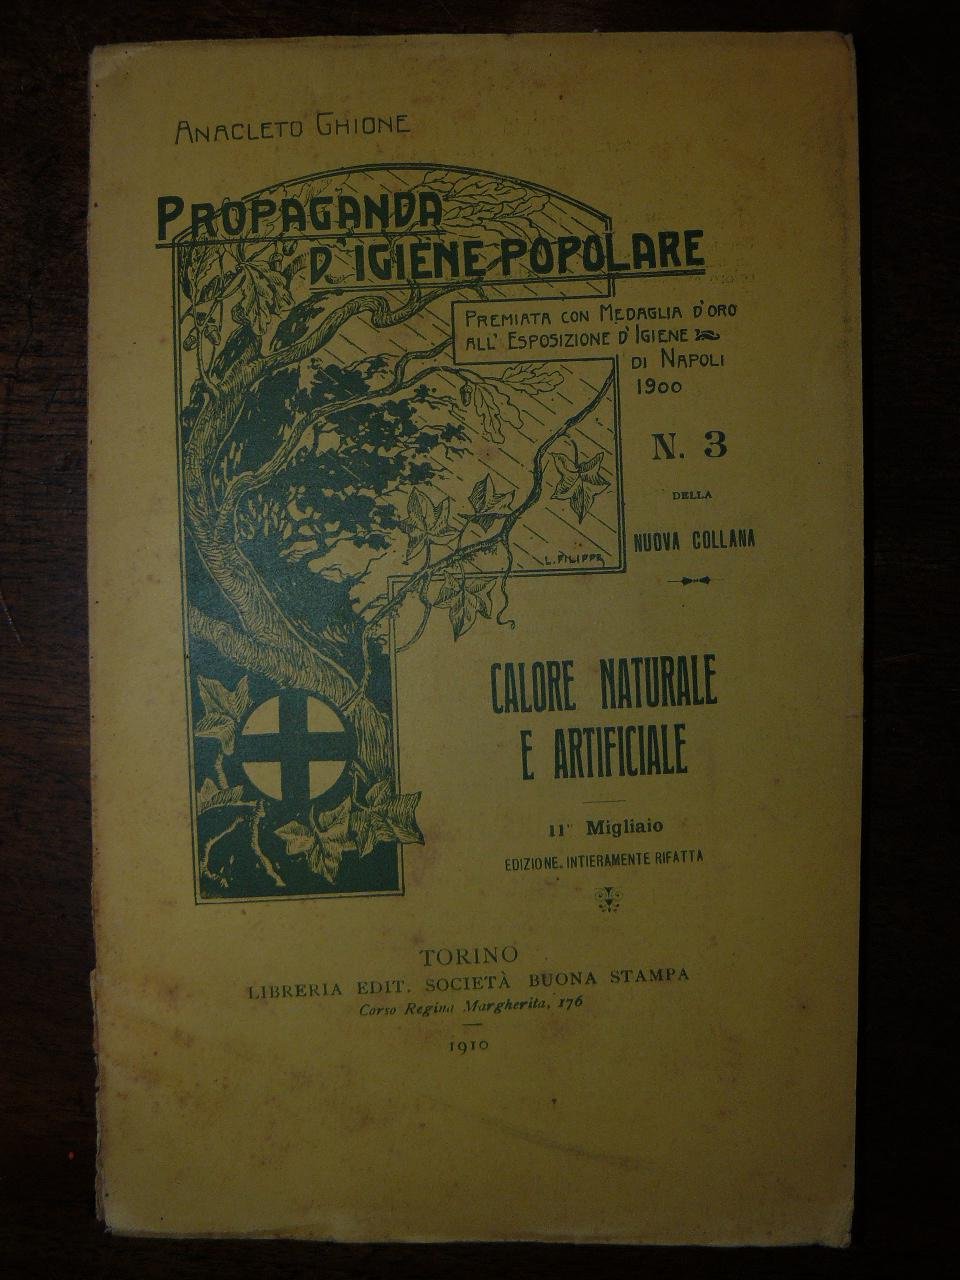 ANACLETO GHIONE
PROPAGANDA
D'IGIENE POPOLARE
PREMIATA CON MEDAGLIA D'ORO
ALL' ESPOSIZIONE D'IGIENE
DI NAPOLI
1900
N. 3
DELLA
NUOVA COLLANA
L. FILIPPE
CALORE NATURALE
E ARTIFICIALE
11° Migliaio
EDIZIONE INTIERAMENTE RIFATTA
TORINO
LIBRERIA EDIT. SOCIETÀ BUONA STAMPA
Corso Regina Margherita, 176
1910